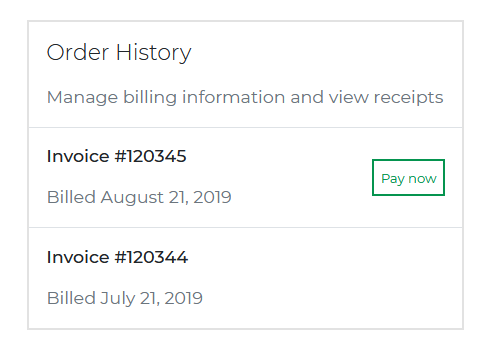 Order History
Manage billing information and view receipts
Invoice #120345
Billed August 21, 2019
Pay now
Invoice #120344
Billed July 21, 2019